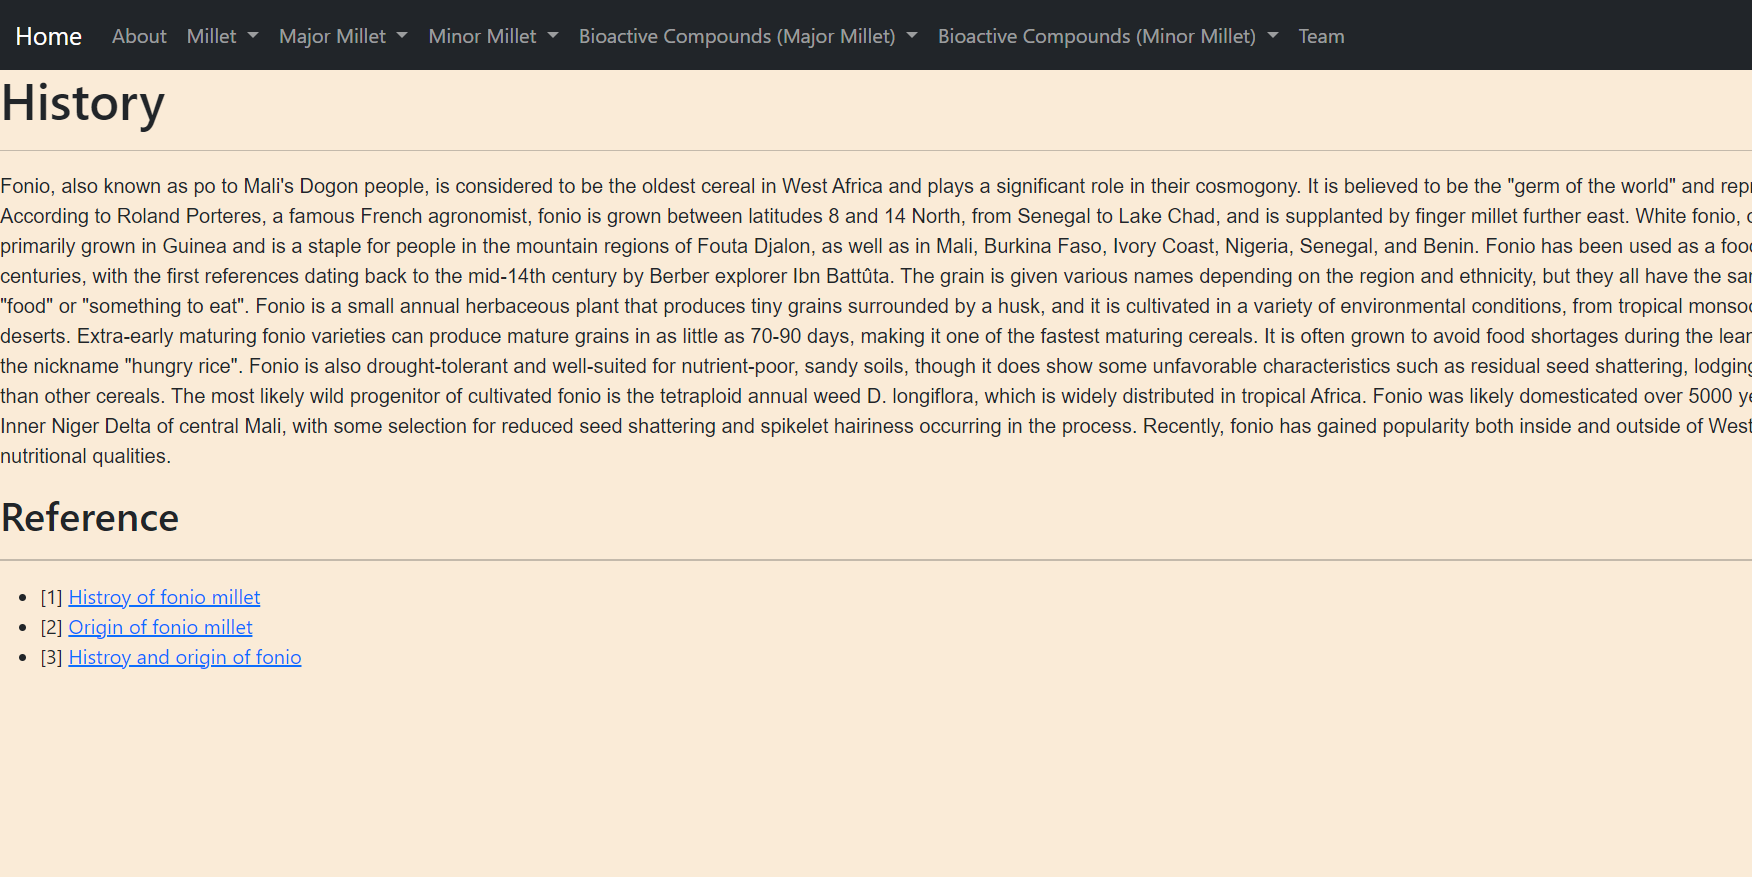 Home About Millet Major Millet Minor Millet Bioactive Compounds (Major Millet) Bioactive Compounds (Minor Millet) Team
History
Fonio, also known as po to Mali's Dogon people, is considered to be the oldest cereal in West Africa and plays a significant role in their cosmogony. It is believed to be the "germ of the world" and
According to Roland Porteres, a famous French agronomist, fonio is grown between latitudes 8 and 14 North, from Senegal to Lake Chad, and is supplanted by finger millet further east. White fonio,
primarily grown in Guinea and is a staple for people in the mountain regions of Fouta Djalon, as well as in Mali, Burkina Faso, Ivory Coast, Nigeria, Senegal, and Benin. Fonio has been used as a
centuries, with the first references dating back to the mid-14th century by Berber explorer Ibn Battûta. The grain is given various names depending on the region and ethnicity, but they all have the
"food" or "something to eat". Fonio is a small annual herbaceous plant that produces tiny grains surrounded by a husk, and it is cultivated in a variety of environmental conditions, from tropical
deserts. Extra-early maturing fonio varieties can produce mature grains in as little as 70-90 days, making it one of the fastest maturing cereals. It is often grown to avoid food shortages during the
the nickname "hungry rice". Fonio is also drought-tolerant and well-suited for nutrient-poor, sandy soils, though it does show some unfavorable characteristics such as residual seed shattering,
than other cereals. The most likely wild progenitor of cultivated fonio is the tetraploid annual weed D. longiflora, which is widely distributed in tropical Africa. Fonio was likely domesticated over 5000
Inner Niger Delta of central Mali, with some selection for reduced seed shattering and spikelet hairiness occurring in the process. Recently, fonio has gained popularity both inside and outside of West
nutritional qualities.
Reference
[1] Histroy of fonio millet
[2] Origin of fonio millet
[3] Histroy and origin of fonio